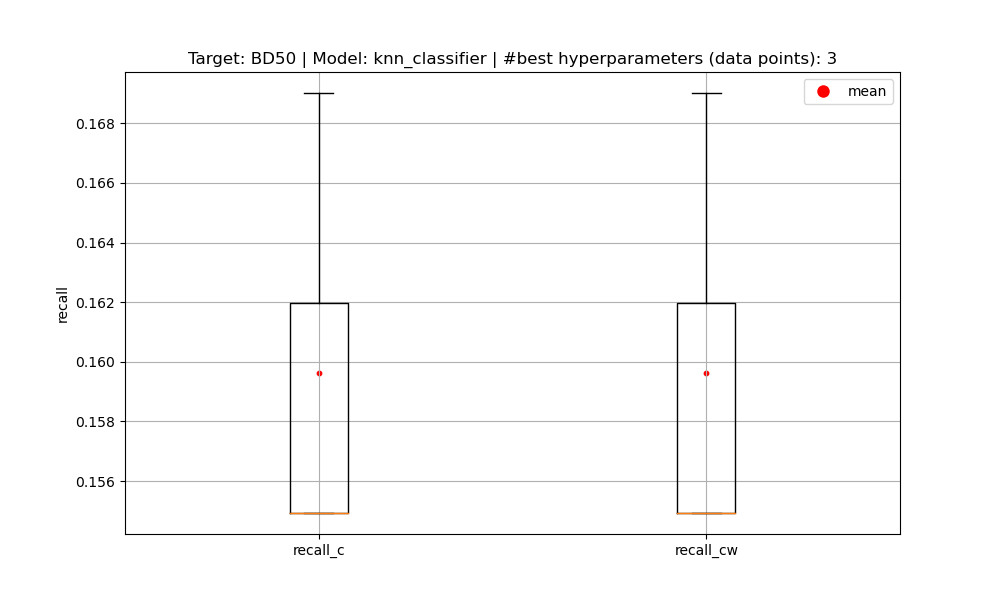 Target: BD50 | Model: knn_classifier | #best hyperparameters (data points): 3
mean
0.168
0.166
0.164
0.162
0.160
0.158
0.156
recall
recall_c
recall_cw